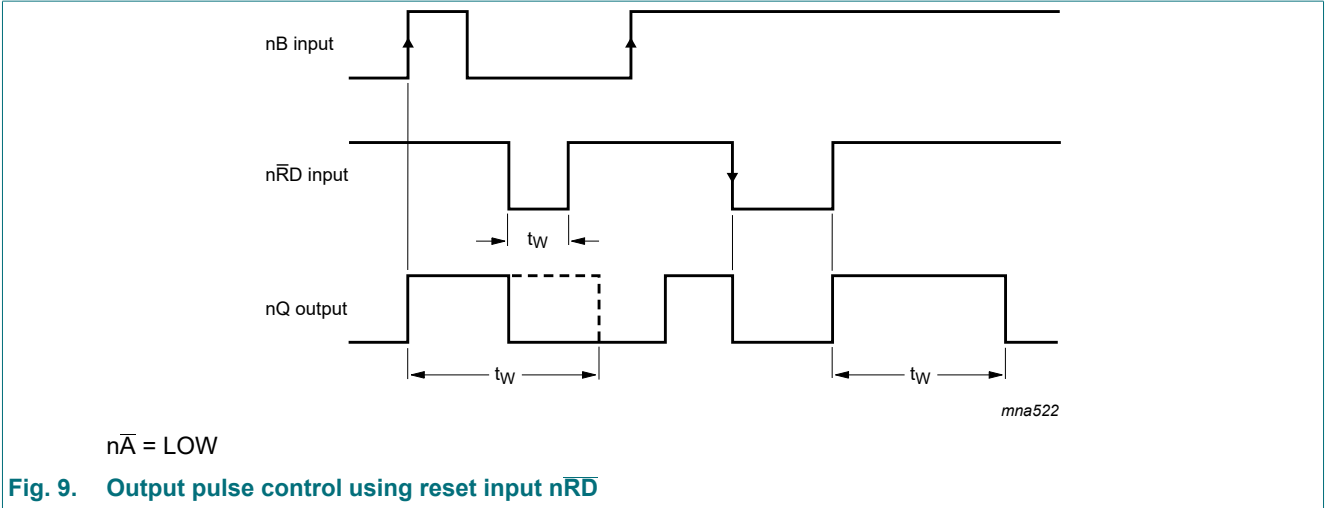 nB input
nR̅D input
tW
nQ output
tW
tW
mna522
nA̅ = LOW
Fig. 9. Output pulse control using reset input nR̅D̅